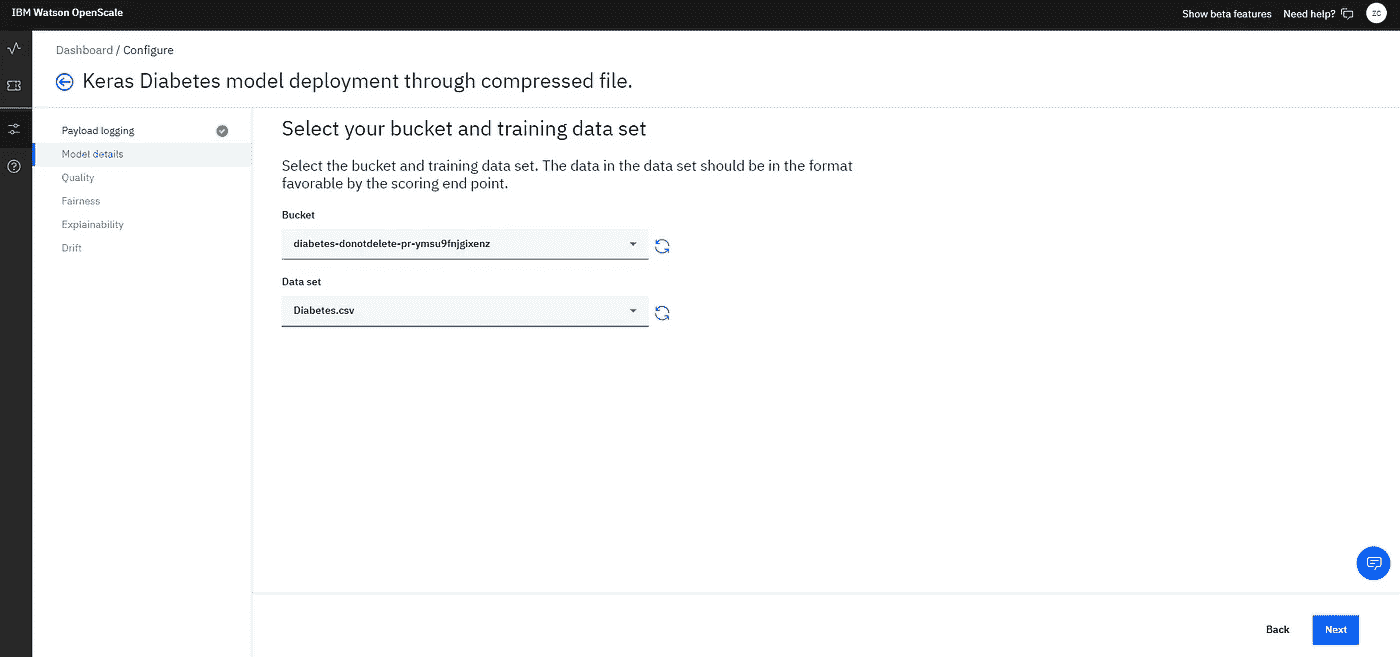 IBM Watson OpenScale
Show beta features Need help? ZC
Dashboard / Configure
Keras Diabetes model deployment through compressed file.
Payload logging
Model details
Quality
Fairness
Explainability
Drift
Select your bucket and training data set
Select the bucket and training data set. The data in the data set should be in the format
favorable by the scoring end point.
Bucket
diabetes-donotdelete-pr-ymsu9fnjgixenz
Data set
Diabetes.csv
Back Next